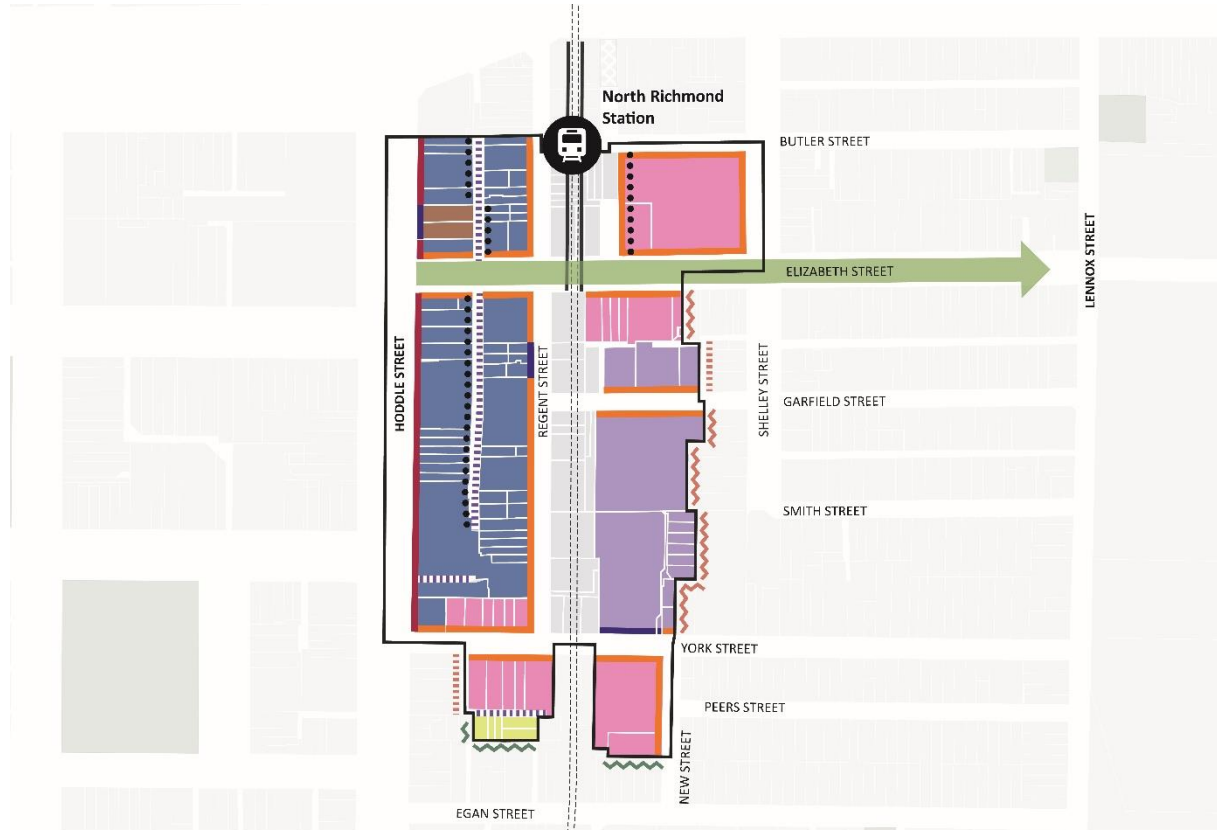 North Richmond
Station
BUTLER STREET
ELIZABETH STREET
LENNOX STREET
HODDLE STREET
REGENT STREET
SHELLEY STREET
GARFIELD STREET
SMITH STREET
YORK STREET
PEERS STREET
NEW STREET
EGAN STREET